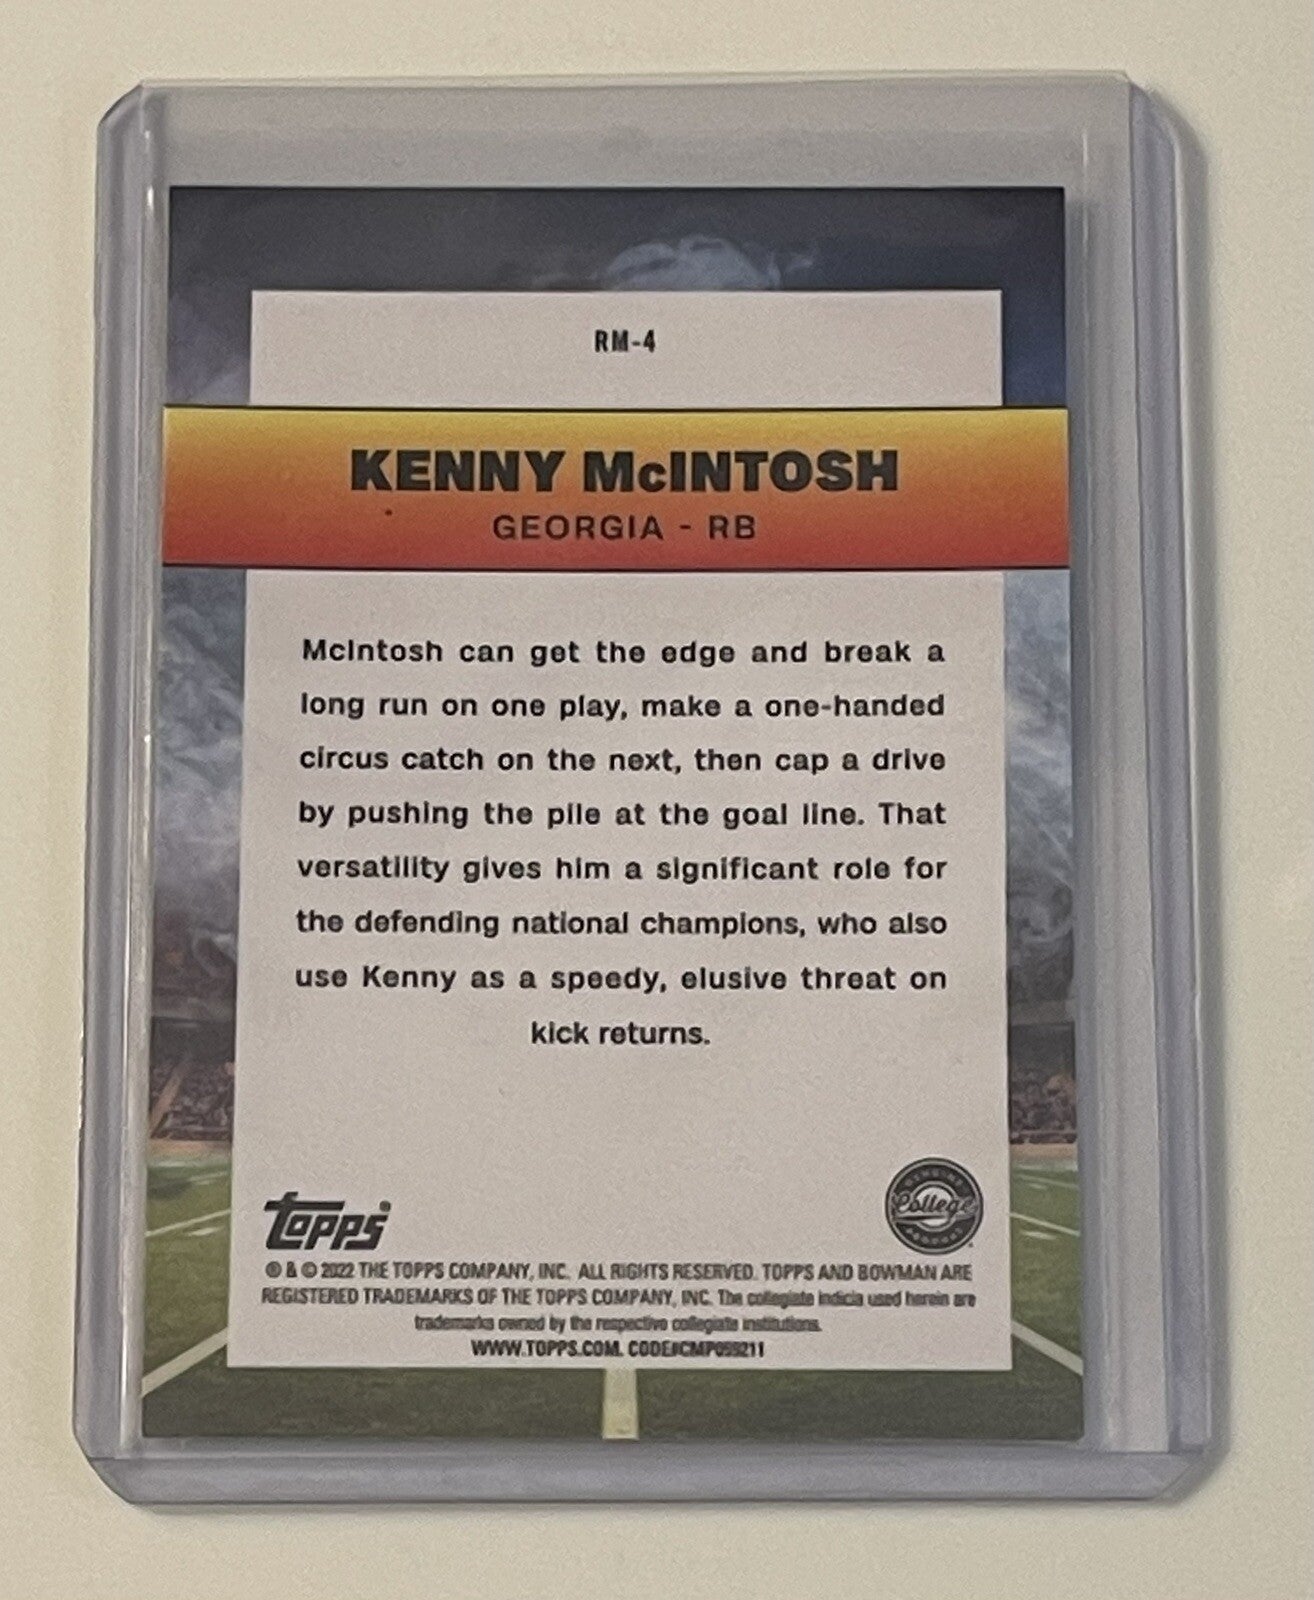 RM-4
KENNY McINTOSH
GEORGIA - RB
McIntosh can get the edge and break a
long run on one play, make a one-handed
circus catch on the next, then cap a drive
by pushing the pile at the goal line. That
versatility gives him a significant role for
the defending national champions, who also
use Kenny as a speedy, elusive threat on
kick returns.
topps
College
® & © 2022 THE TOPPS COMPANY, INC. ALL RIGHTS RESERVED. TOPPS AND BOWMAN ARE
REGISTERED TRADEMARKS OF THE TOPPS COMPANY, INC. The collegiate indicia used herein are
trademarks owned by the respective collegiate institutions.
WWW.TOPPS.COM. CODE#CMP059211